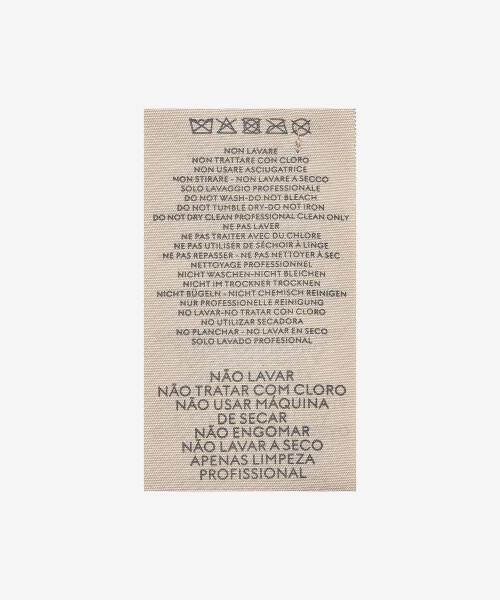 NON LAVARE
NON TRATTARE CON CLORO
NON USARE ASCIUGATRICE
NON STIRARE - NON LAVARE A SECCO
SOLO LAVAGGIO PROFESSIONALE
DO NOT WASH-DO NOT BLEACH
DO NOT TUMBLE DRY-DO NOT IRON
DO NOT DRY CLEAN PROFESSIONAL CLEAN ONLY
NE PAS LAVER
NE PAS TRAITER AVEC DU CHLORE
NE PAS UTILISER DE SÈCHOIR À LINGE
NE PAS REPASSER - NE PAS NETTOYER À SEC
NETTOYAGE PROFESSIONNEL
NICHT WASCHEN-NICHT BLEICHEN
NICHT IM TROCKNER TROCKNEN
NICHT BÜGELN - NICHT CHEMISCH REINIGEN
NUR PROFESSIONELLE REINIGUNG
NO LAVAR-NO TRATAR CON CLORO
NO UTILIZAR SECADORA
NO PLANCHAR - NO LAVAR EN SECO
SOLO LAVADO PROFESIONAL
NÃO LAVAR
NÃO TRATAR COM CLORO
NÃO USAR MÁQUINA
DE SECAR
NÃO ENGOMAR
NÃO LAVAR A SECO
APENAS LIMPEZA
PROFISSIONAL